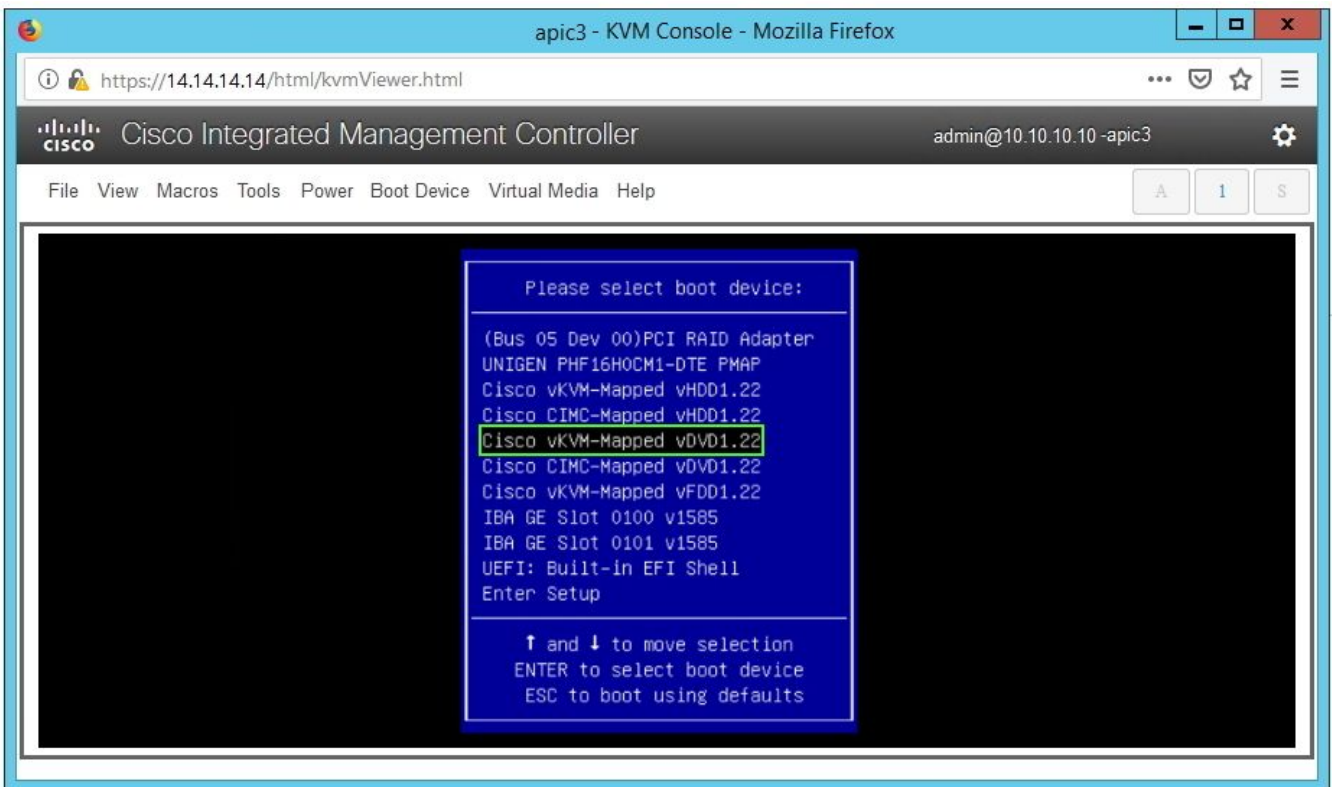 apic3 - KVM Console - Mozilla Firefox
https://14.14.14.14/html/kvmViewer.html
cisco Cisco Integrated Management Controller admin@10.10.10.10 -apic3
File View Macros Tools Power Boot Device Virtual Media Help A 1 S
Please select boot device:
(Bus 05 Dev 00)PCI RAID Adapter
UNIGEN PHF16H0CM1-DTE PMAP
Cisco vKVM-Mapped vHDD1.22
Cisco CIMC-Mapped vHDD1.22
Cisco vKVM-Mapped vDVD1.22
Cisco CIMC-Mapped vDVD1.22
Cisco vKVM-Mapped vFDD1.22
IBA GE Slot 0100 v1585
IBA GE Slot 0101 v1585
UEFI: Built-in EFI Shell
Enter Setup
↑ and ↓ to move selection
ENTER to select boot device
ESC to boot using defaults